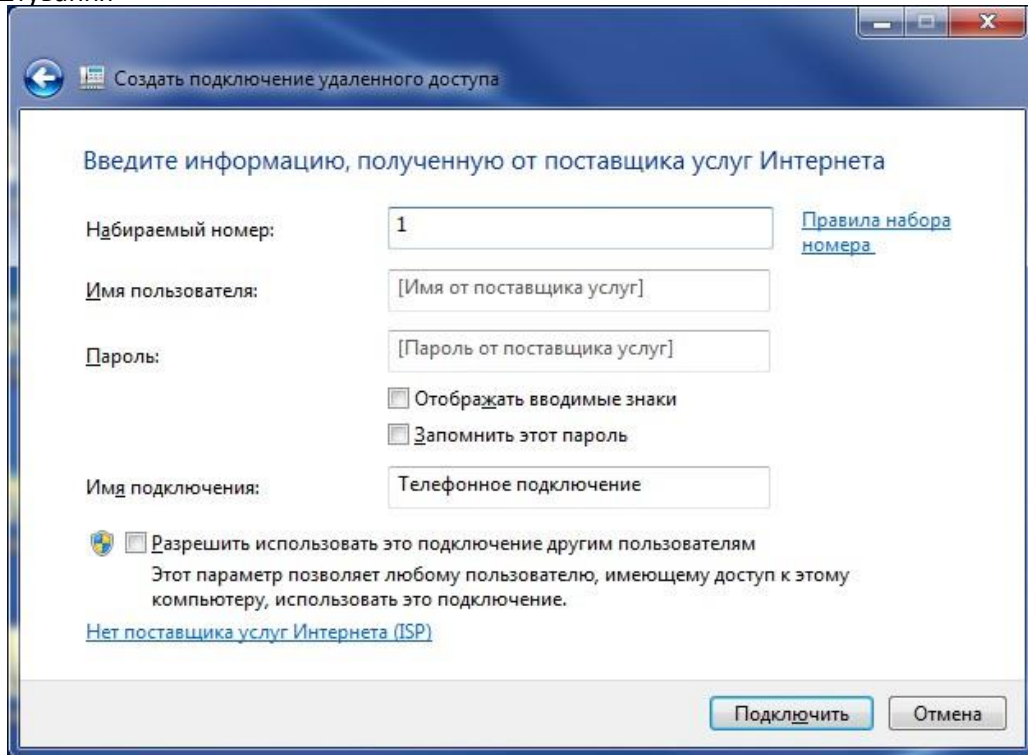 Создать подключение удаленного доступа
Введите информацию, полученную от поставщика услуг Интернета
Набираемый номер:
1
Правила набора
номера
Имя пользователя:
[Имя от поставщика услуг]
Пароль:
[Пароль от поставщика услуг]
Отображать вводимые знаки
Запомнить этот пароль
Имя подключения:
Телефонное подключение
Разрешить использовать это подключение другим пользователям
Этот параметр позволяет любому пользователю, имеющему доступ к этому
компьютеру, использовать это подключение.
Нет поставщика услуг Интернета (ISP)
Подключить
Отмена